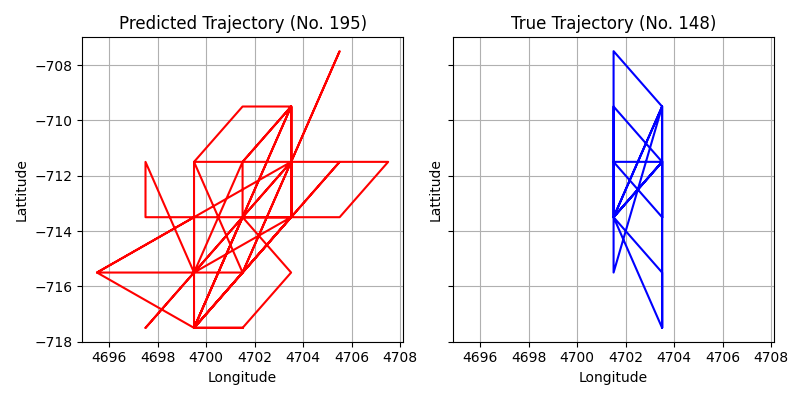 Predicted Trajectory (No. 195)
True Trajectory (No. 148)
−708
−710
−712
−714
−716
−718
Lattitude
Lattitude
4696 4698 4700 4702 4704 4706 4708
4696 4698 4700 4702 4704 4706 4708
Longitude
Longitude